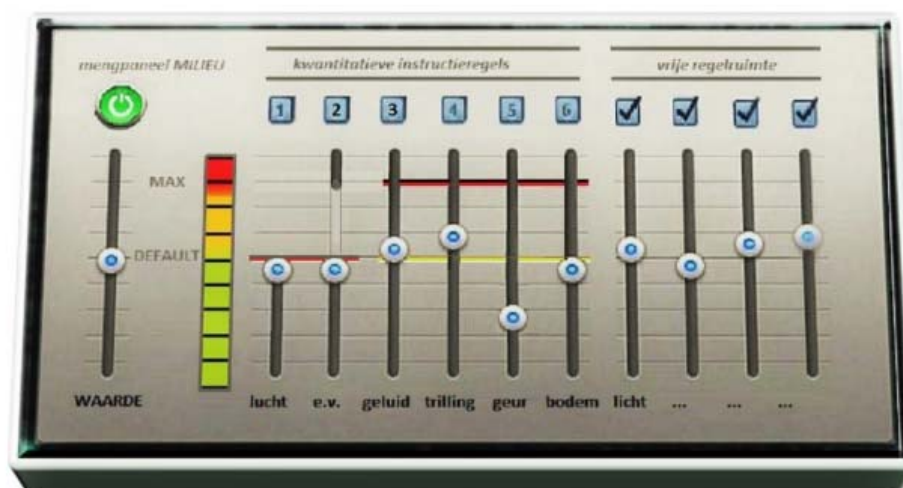 mengpaneel MILIEU
kwantitatieve instructieregels
vrije regelruimte
1 2 3 4 5 6
MAX
DEFAULT
WAARDE
lucht e.v. geluid trilling geur bodem licht ... ... ...